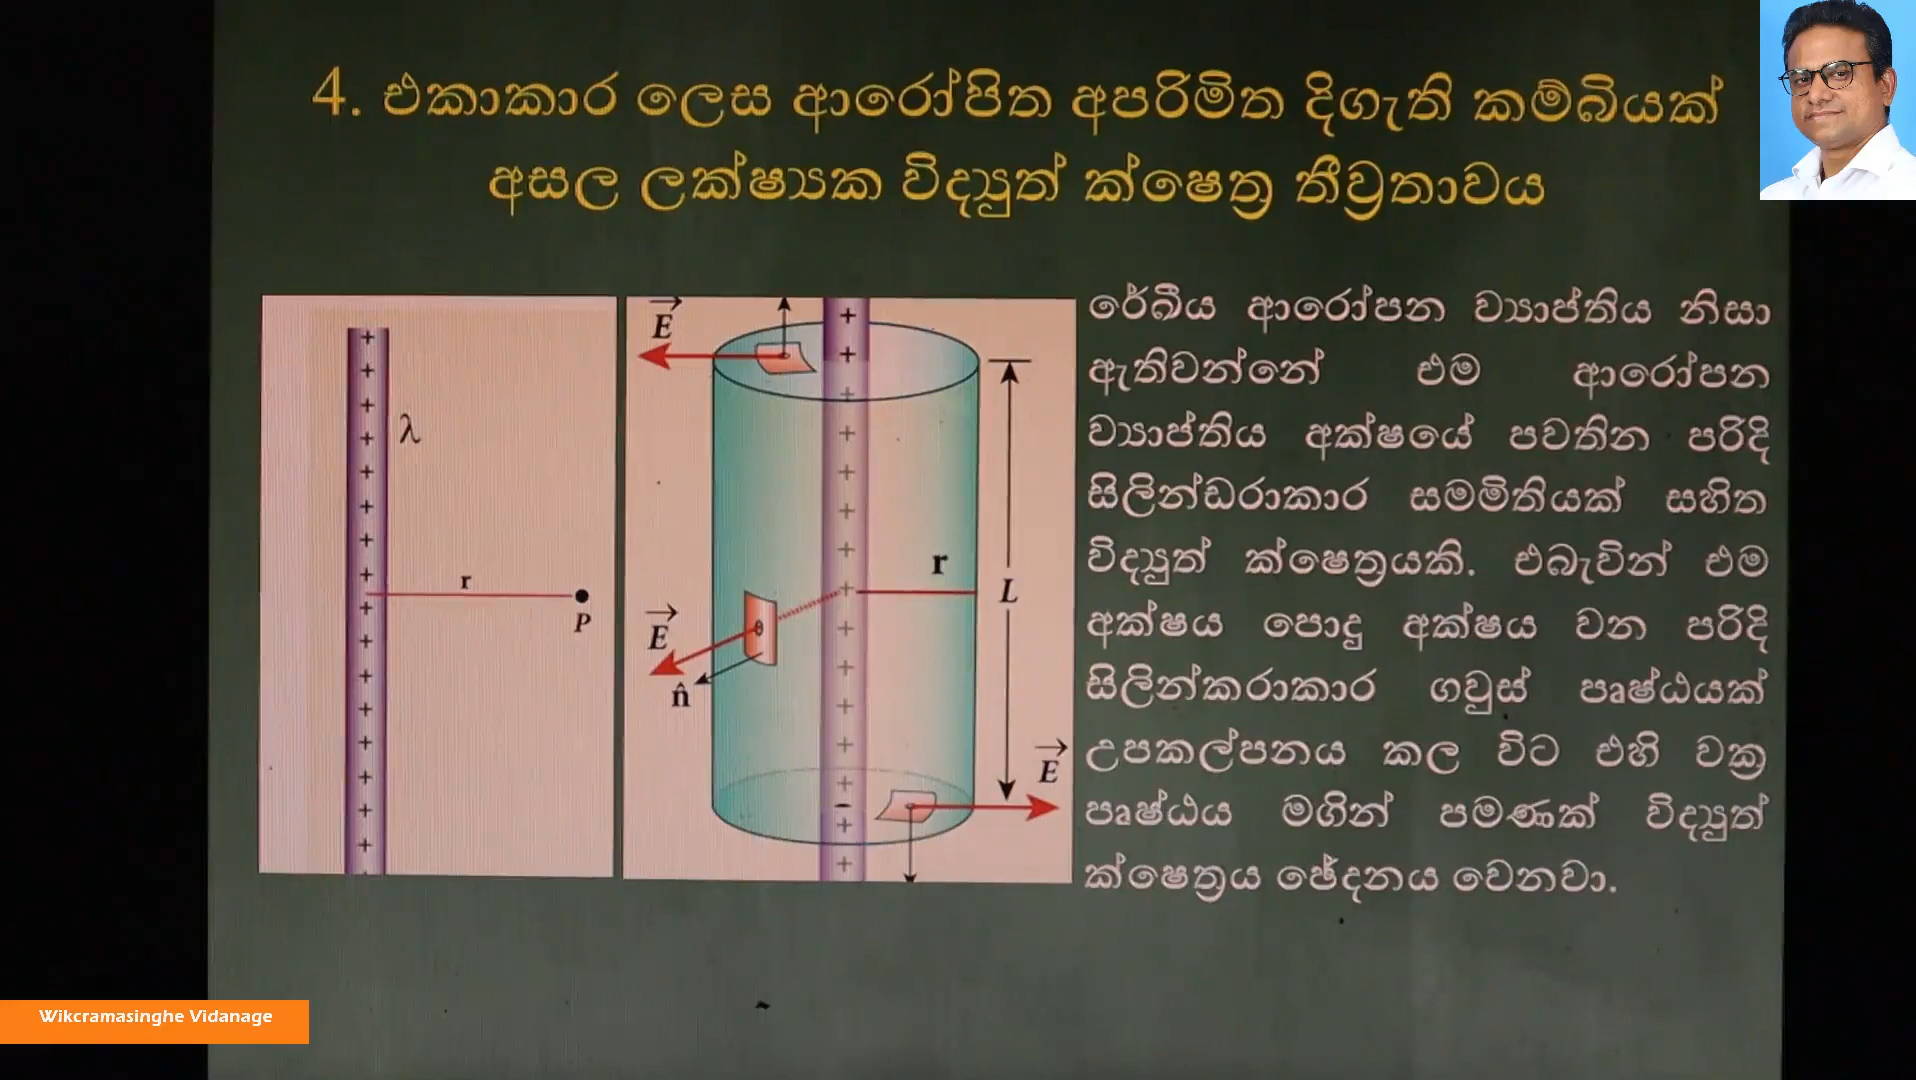 4. ඒකාකාර ලෙස ආරෝපිත අපරිමිත දිගැති කම්බියක්
අසල ලක්ෂ්‍යක විද්‍යුත් ක්ෂෙත්‍ර තීව්‍රතාවය
රේඛීය ආරෝපන ව්‍යාප්තිය නිසා
ඇතිවන්නේ එම ආරෝපන
ව්‍යාප්තිය අක්ෂයේ පවතින පරිදි
සිලින්ඩරාකාර සමමිතියක් සහිත
විද්‍යුත් ක්ෂෙත්‍රයකි. එබැවින් එම
අක්ෂය පොදු අක්ෂය වන පරිදි
සිලින්කරාකාර ගවුස් පෘෂ්ඨයක්
උපකල්පනය කල විට එහි වක්‍ර
පෘෂ්ඨය මගින් පමණක් විද්‍යුත්
ක්ෂෙත්‍රය ඡේදනය වෙනවා.
λ
r
P
E
r
L
E
n̂
E
Wikcramasinghe Vidanage